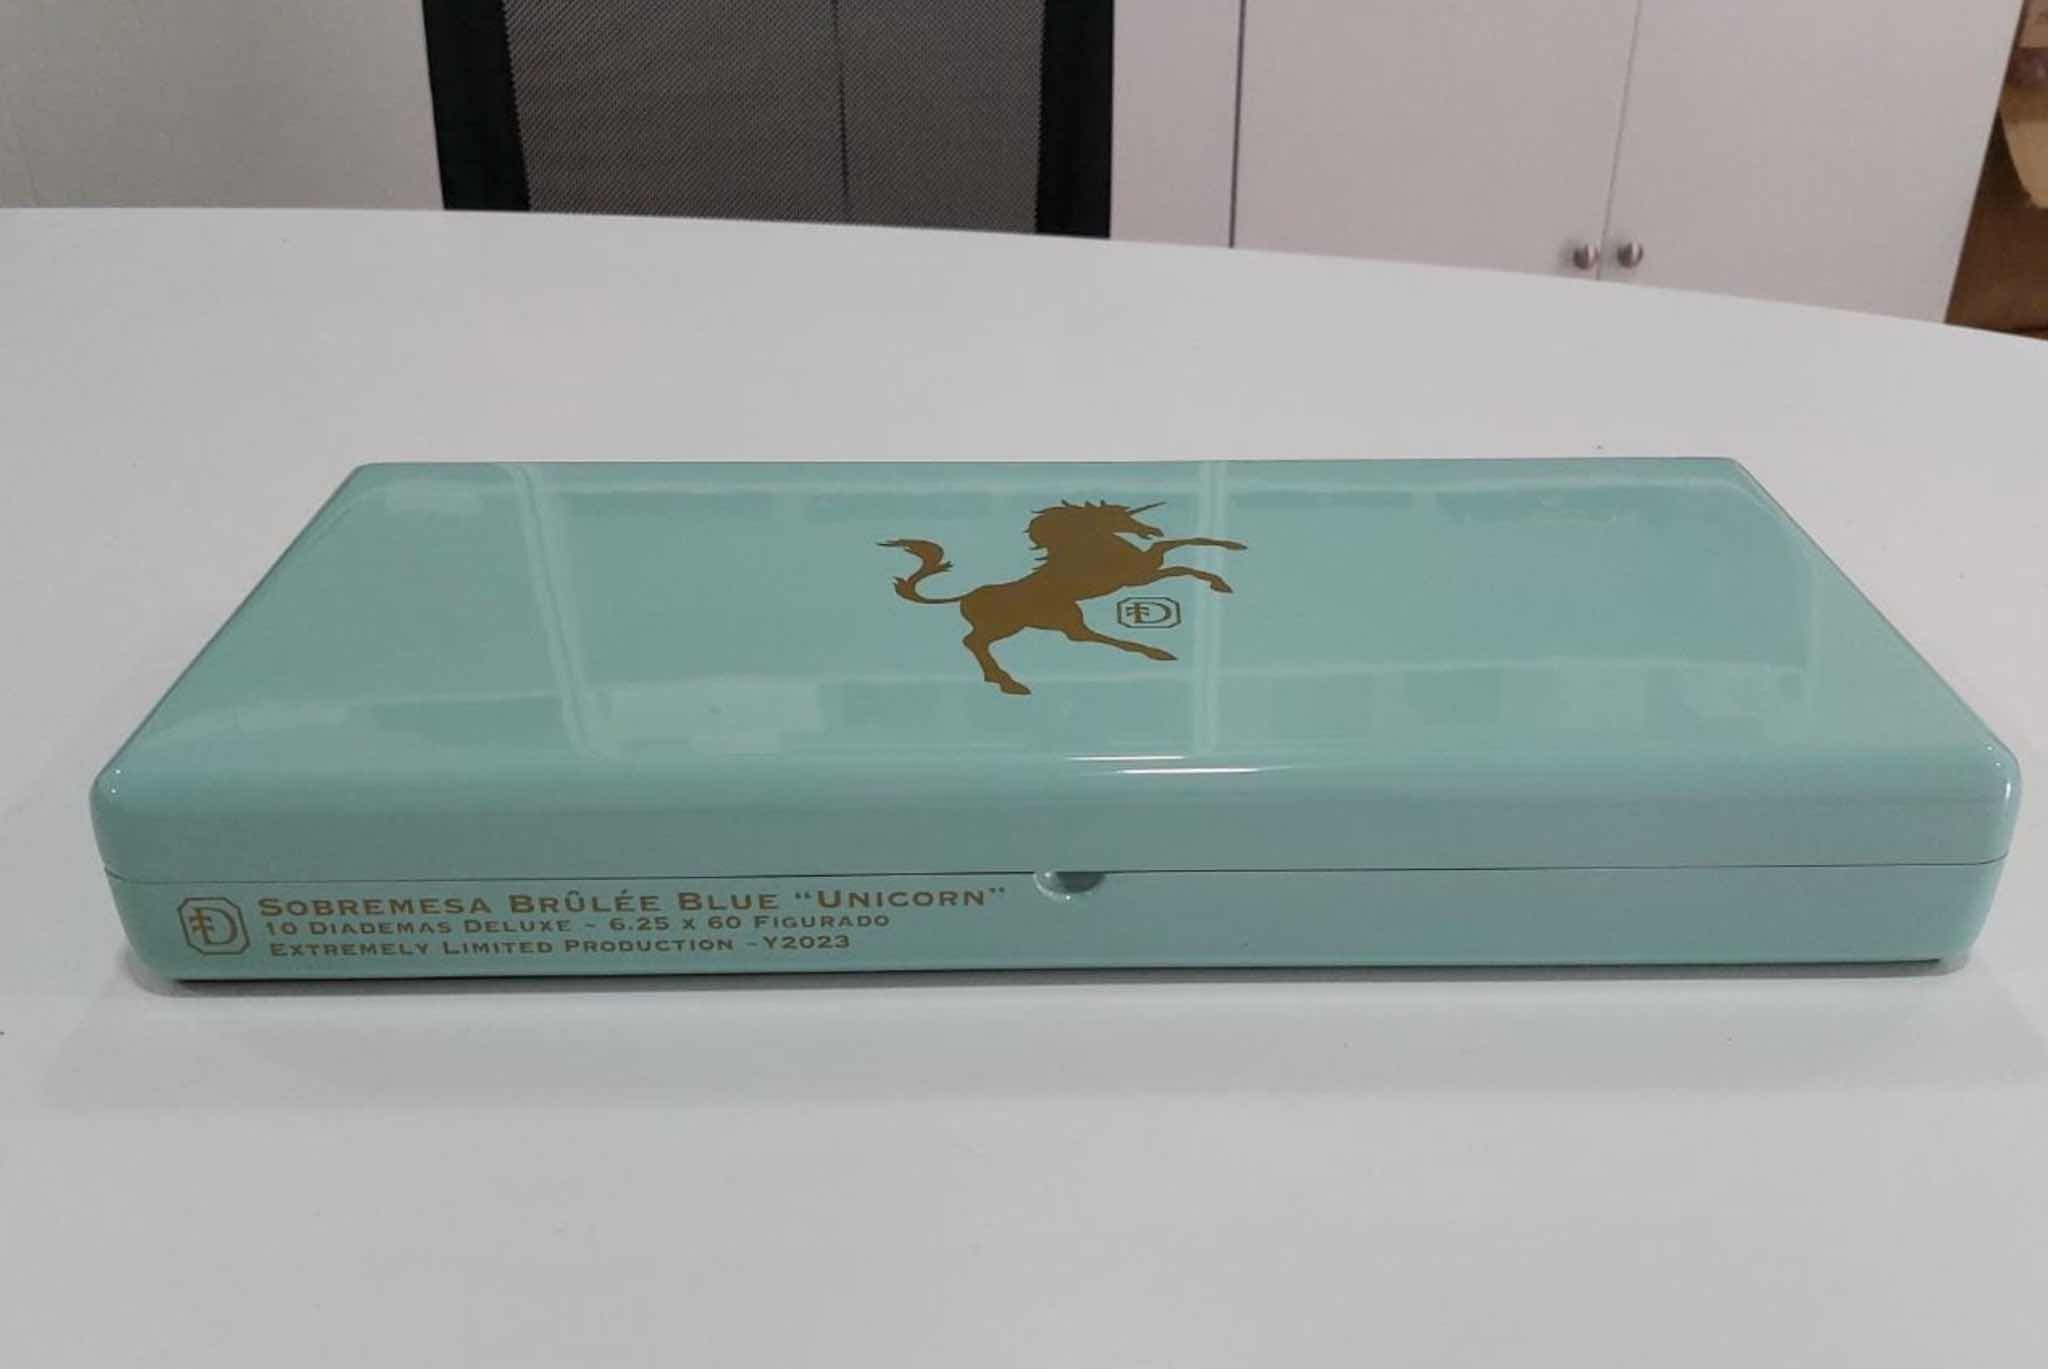 SOBREMESA BRÛLÉE BLUE “UNICORN”
10 DIADEMAS DELUXE ~ 6.25 X 60 FIGURADO
EXTREMELY LIMITED PRODUCTION ~Y2023